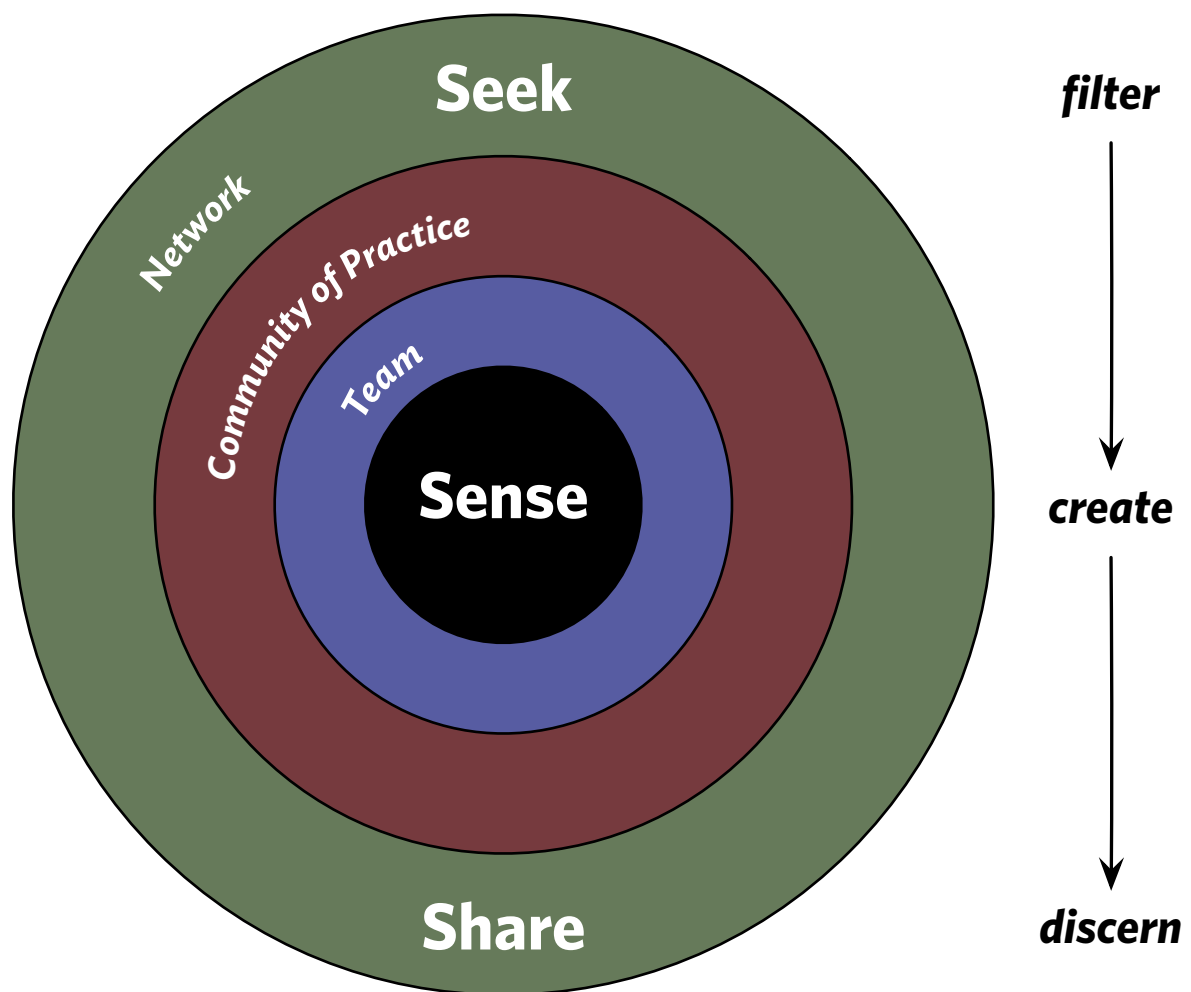 Seek
filter
Network
Community of Practice
Team
Sense
create
Share
discern